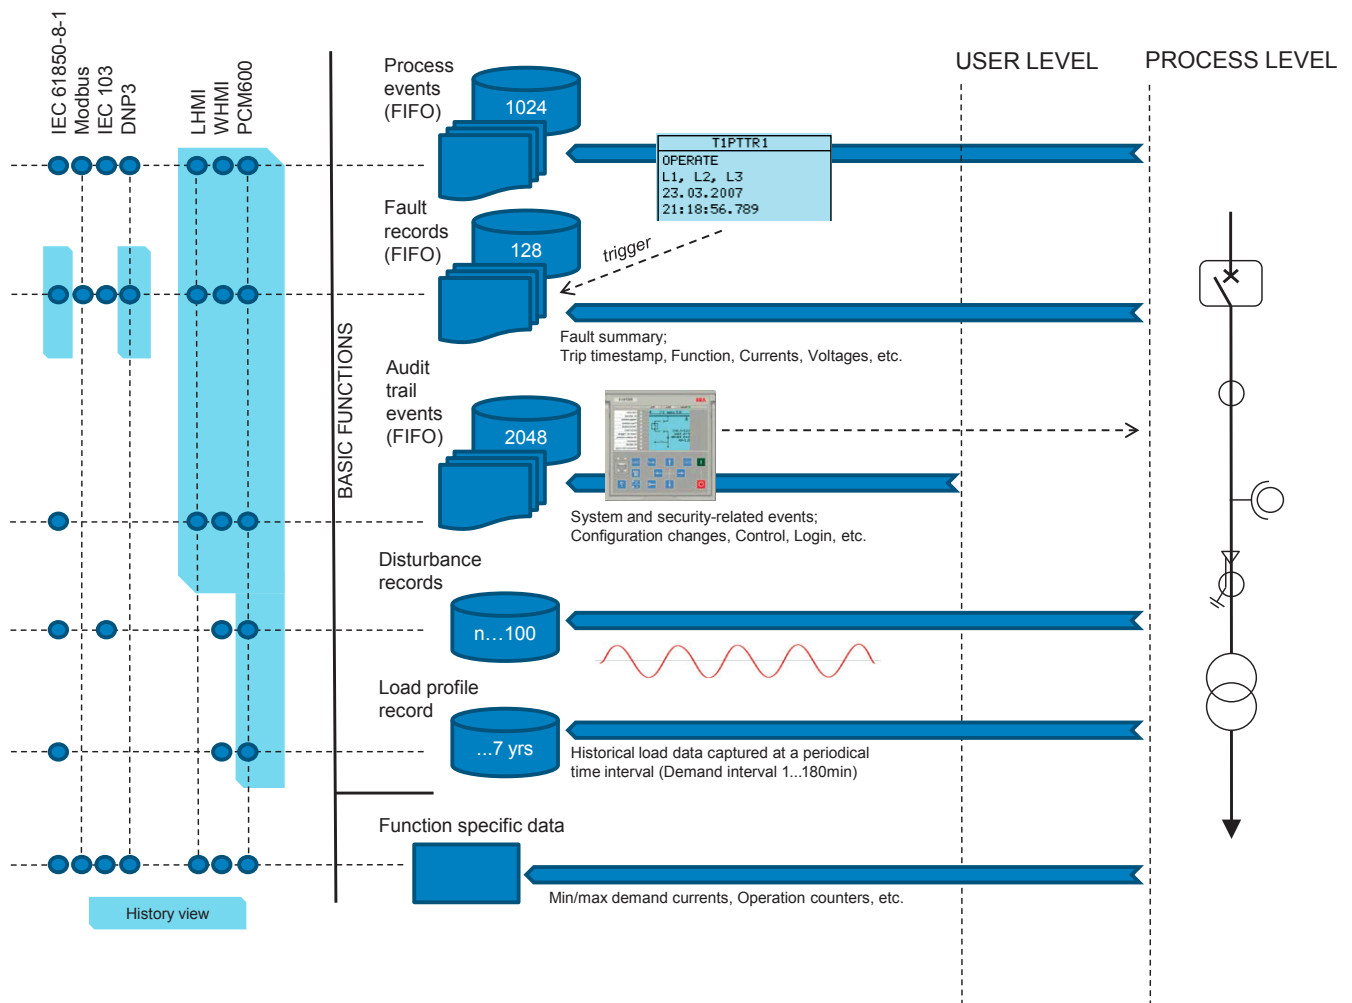 IEC 61850-8-1
Modbus
IEC 103
DNP3
LHMI
WHMI
PCM600
USER LEVEL
PROCESS LEVEL
BASIC FUNCTIONS
Process
events
(FIFO)
1024
T1PTTR1
OPERATE
L1, L2, L3
23.03.2007
21:18:56.789
Fault
records
(FIFO)
128
trigger
Fault summary;
Trip timestamp, Function, Currents, Voltages, etc.
Audit
trail
events
(FIFO)
2048
System and security-related events;
Configuration changes, Control, Login, etc.
Disturbance
records
n…100
Load profile
record
...7 yrs
Historical load data captured at a periodical
time interval (Demand interval 1...180min)
Function specific data
Min/max demand currents, Operation counters, etc.
History view